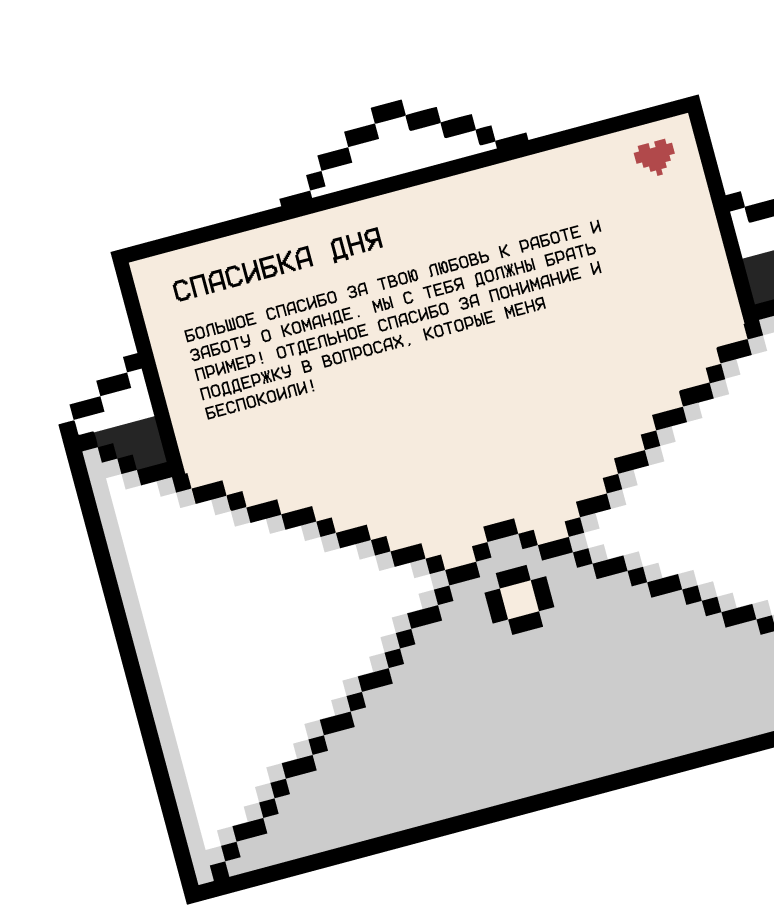 СПАСИБКА ДНЯ
БОЛЬШОЕ СПАСИБО ЗА ТВОЮ ЛЮБОВЬ К РАБОТЕ И
ЗАБОТУ О КОМАНДЕ. МЫ С ТЕБЯ ДОЛЖНЫ БРАТЬ
ПРИМЕР! ОТДЕЛЬНОЕ СПАСИБО ЗА ПОНИМАНИЕ И
ПОДДЕРЖКУ В ВОПРОСАХ, КОТОРЫЕ МЕНЯ
БЕСПОКОИЛИ!